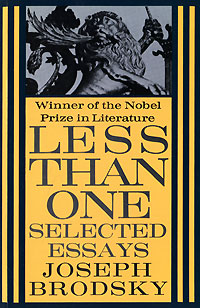 Winner of the Nobel
Prize in Literature
LESS
THAN
ONE
SELECTED
ESSAYS
JOSEPH
BRODSKY